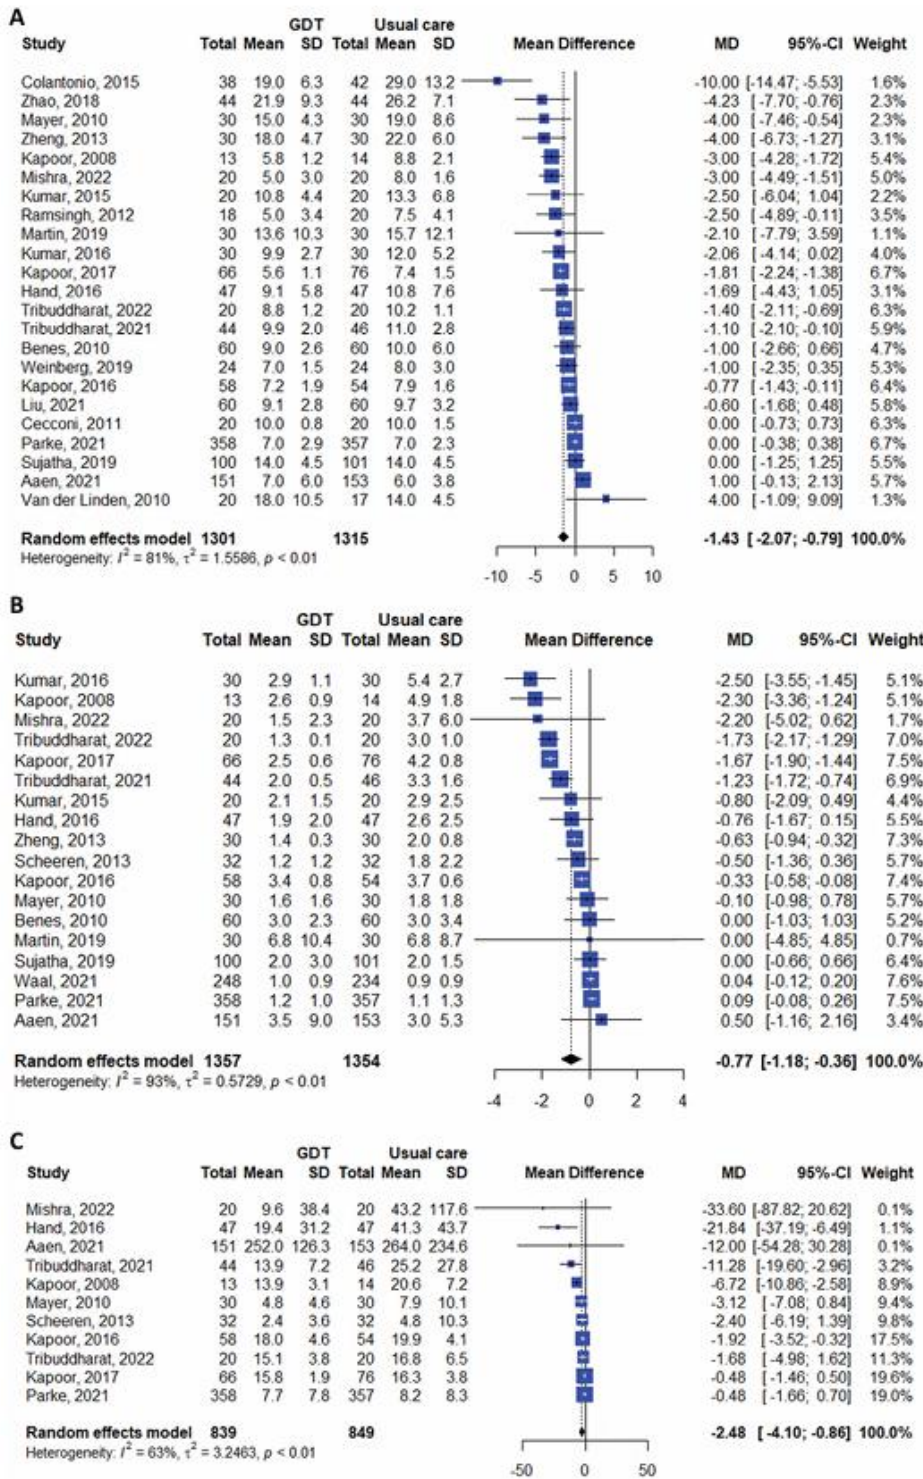 A
GDT Usual care
Study Total Mean SD Total Mean SD Mean Difference MD 95%-CI Weight
Colantonio, 2015 38 19.0 6.3 42 29.0 13.2 -10.00 [-14.47; -5.53] 1.6%
Zhao, 2018 44 21.9 9.3 44 26.2 7.1 -4.23 [-7.70; -0.76] 2.3%
Mayer, 2010 30 15.0 4.3 30 19.0 8.6 -4.00 [-7.46; -0.54] 2.3%
Zheng, 2013 30 18.0 4.7 30 22.0 6.0 -4.00 [-6.73; -1.27] 3.1%
Kapoor, 2008 13 5.8 1.2 14 8.8 2.1 -3.00 [-4.28; -1.72] 5.4%
Mishra, 2022 20 5.0 3.0 20 8.0 1.6 -3.00 [-4.49; -1.51] 5.0%
Kumar, 2015 20 10.8 4.4 20 13.3 6.8 -2.50 [-6.04; 1.04] 2.2%
Ramsingh, 2012 18 5.0 3.4 20 7.5 4.1 -2.50 [-4.89; -0.11] 3.5%
Martin, 2019 30 13.6 10.3 30 15.7 12.1 -2.10 [-7.79; 3.59] 1.1%
Kumar, 2016 30 9.9 2.7 30 12.0 5.2 -2.06 [-4.14; 0.02] 4.0%
Kapoor, 2017 66 5.6 1.1 76 7.4 1.5 -1.81 [-2.24; -1.38] 6.7%
Hand, 2016 47 9.1 5.8 47 10.8 7.6 -1.69 [-4.43; 1.05] 3.1%
Tribuddharat, 2022 20 8.8 1.2 20 10.2 1.1 -1.40 [-2.11; -0.69] 6.3%
Tribuddharat, 2021 44 9.9 2.0 46 11.0 2.8 -1.10 [-2.10; -0.10] 5.9%
Benes, 2010 60 9.0 2.6 60 10.0 6.0 -1.00 [-2.66; 0.66] 4.7%
Weinberg, 2019 24 7.0 1.5 24 8.0 3.0 -1.00 [-2.35; 0.35] 5.3%
Kapoor, 2016 58 7.2 1.9 54 7.9 1.6 -0.77 [-1.43; -0.11] 6.4%
Liu, 2021 60 9.1 2.8 60 9.7 3.2 -0.60 [-1.68; 0.48] 5.8%
Cecconi, 2011 20 10.0 0.8 20 10.0 1.5 0.00 [-0.73; 0.73] 6.3%
Parke, 2021 358 7.0 2.9 357 7.0 2.3 0.00 [-0.38; 0.38] 6.7%
Sujatha, 2019 100 14.0 4.5 101 14.0 4.5 0.00 [-1.25; 1.25] 5.5%
Aaen, 2021 151 7.0 6.0 153 6.0 3.8 1.00 [-0.13; 2.13] 5.7%
Van der Linden, 2010 20 18.0 10.5 17 14.0 4.5 4.00 [-1.09; 9.09] 1.3%
Random effects model 1301 1315 -1.43 [-2.07; -0.79] 100.0%
Heterogeneity: I² = 81%, τ² = 1.5586, p < 0.01
-10 -5 0 5 10
B
GDT Usual care
Study Total Mean SD Total Mean SD Mean Difference MD 95%-CI Weight
Kumar, 2016 30 2.9 1.1 30 5.4 2.7 -2.50 [-3.55; -1.45] 5.1%
Kapoor, 2008 13 2.6 0.9 14 4.9 1.8 -2.30 [-3.36; -1.24] 5.1%
Mishra, 2022 20 1.5 2.3 20 3.7 6.0 -2.20 [-5.02; 0.62] 1.7%
Tribuddharat, 2022 20 1.3 0.1 20 3.0 1.0 -1.73 [-2.17; -1.29] 7.0%
Kapoor, 2017 66 2.5 0.6 76 4.2 0.8 -1.67 [-1.90; -1.44] 7.5%
Tribuddharat, 2021 44 2.0 0.5 46 3.3 1.6 -1.23 [-1.72; -0.74] 6.9%
Kumar, 2015 20 2.1 1.5 20 2.9 2.5 -0.80 [-2.09; 0.49] 4.4%
Hand, 2016 47 1.9 2.0 47 2.6 2.5 -0.76 [-1.67; 0.15] 5.5%
Zheng, 2013 30 1.4 0.3 30 2.0 0.8 -0.63 [-0.94; -0.32] 7.3%
Scheeren, 2013 32 1.2 1.2 32 1.8 2.2 -0.50 [-1.36; 0.36] 5.7%
Kapoor, 2016 58 3.4 0.8 54 3.7 0.6 -0.33 [-0.58; -0.08] 7.4%
Mayer, 2010 30 1.6 1.6 30 1.8 1.8 -0.10 [-0.98; 0.78] 5.7%
Benes, 2010 60 3.0 2.3 60 3.0 3.4 0.00 [-1.03; 1.03] 5.2%
Martin, 2019 30 6.8 10.4 30 6.8 8.7 0.00 [-4.85; 4.85] 0.7%
Sujatha, 2019 100 2.0 3.0 101 2.0 1.5 0.00 [-0.66; 0.66] 6.4%
Waal, 2021 248 1.0 0.9 234 0.9 0.9 0.04 [-0.12; 0.20] 7.6%
Parke, 2021 358 1.2 1.0 357 1.1 1.3 0.09 [-0.08; 0.26] 7.5%
Aaen, 2021 151 3.5 9.0 153 3.0 5.3 0.50 [-1.16; 2.16] 3.4%
Random effects model 1357 1354 -0.77 [-1.18; -0.36] 100.0%
Heterogeneity: I² = 93%, τ² = 0.5729, p < 0.01
-4 -2 0 2 4
C
GDT Usual care
Study Total Mean SD Total Mean SD Mean Difference MD 95%-CI Weight
Mishra, 2022 20 9.6 38.4 20 43.2 117.6 -33.60 [-87.82; 20.62] 0.1%
Hand, 2016 47 19.4 31.2 47 41.3 43.7 -21.84 [-37.19; -6.49] 1.1%
Aaen, 2021 151 252.0 126.3 153 264.0 234.6 -12.00 [-54.28; 30.28] 0.1%
Tribuddharat, 2021 44 13.9 7.2 46 25.2 27.8 -11.28 [-19.60; -2.96] 3.2%
Kapoor, 2008 13 13.9 3.1 14 20.6 7.2 -6.72 [-10.86; -2.58] 8.9%
Mayer, 2010 30 4.8 4.6 30 7.9 10.1 -3.12 [-7.08; 0.84] 9.4%
Scheeren, 2013 32 2.4 3.6 32 4.8 10.3 -2.40 [-6.19; 1.39] 9.8%
Kapoor, 2016 58 18.0 4.6 54 19.9 4.1 -1.92 [-3.52; -0.32] 17.5%
Tribuddharat, 2022 20 15.1 3.8 20 16.8 6.5 -1.68 [-4.98; 1.62] 11.3%
Kapoor, 2017 66 15.8 1.9 76 16.3 3.8 -0.48 [-1.46; 0.50] 19.6%
Parke, 2021 358 7.7 7.8 357 8.2 8.3 -0.48 [-1.66; 0.70] 19.0%
Random effects model 839 849 -2.48 [-4.10; -0.86] 100.0%
Heterogeneity: I² = 63%, τ² = 3.2463, p < 0.01
-50 0 50